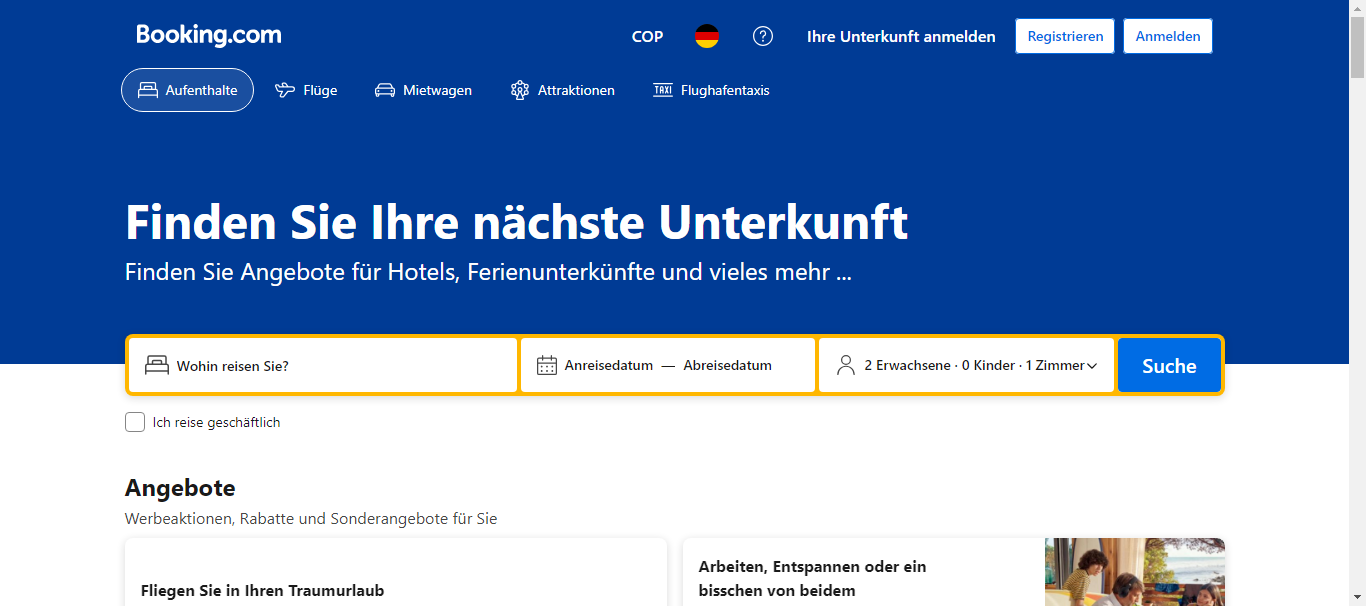 Booking.com
COP
Ihre Unterkunft anmelden
Registrieren
Anmelden
Aufenthalte
Flüge
Mietwagen
Attraktionen
TAXI
Flughafentaxis
Finden Sie Ihre nächste Unterkunft
Finden Sie Angebote für Hotels, Ferienunterkünfte und vieles mehr ...
Wohin reisen Sie?
Anreisedatum — Abreisedatum
2 Erwachsene · 0 Kinder · 1 Zimmer
Suche
Ich reise geschäftlich
Angebote
Werbeaktionen, Rabatte und Sonderangebote für Sie
Fliegen Sie in Ihren Traumurlaub
Arbeiten, Entspannen oder ein
bisschen von beidem